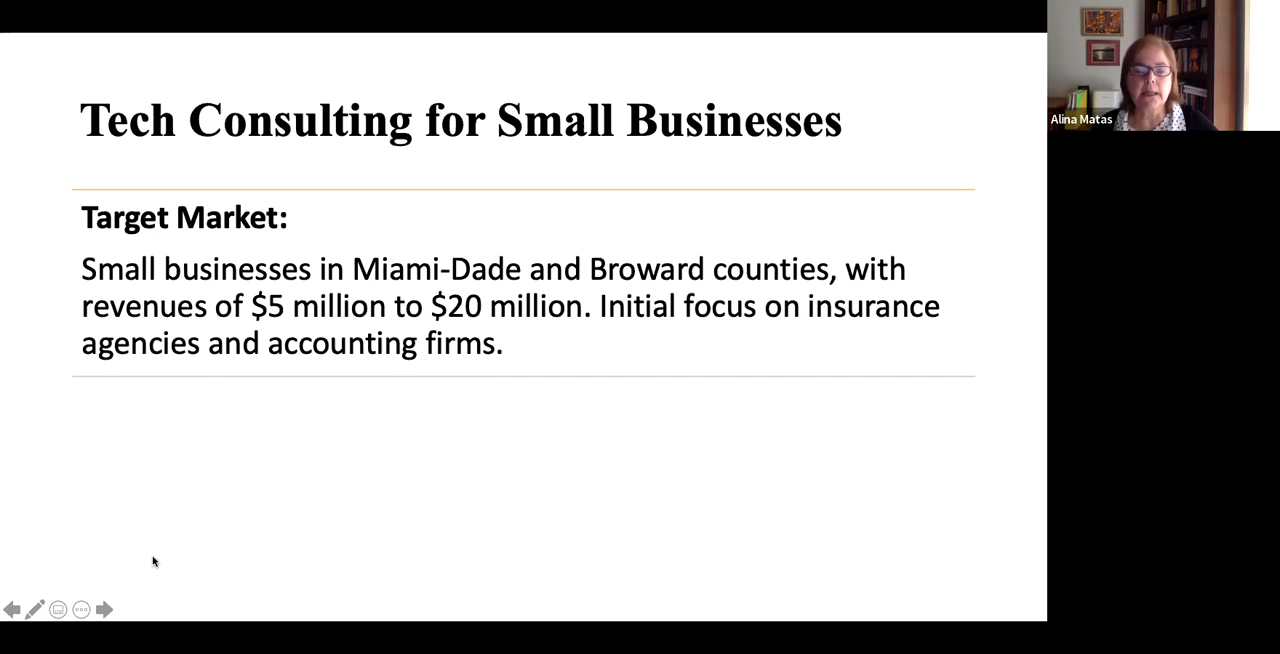 Tech Consulting for Small Businesses
Target Market:
Small businesses in Miami-Dade and Broward counties, with
revenues of $5 million to $20 million. Initial focus on insurance
agencies and accounting firms.
Alina Matas